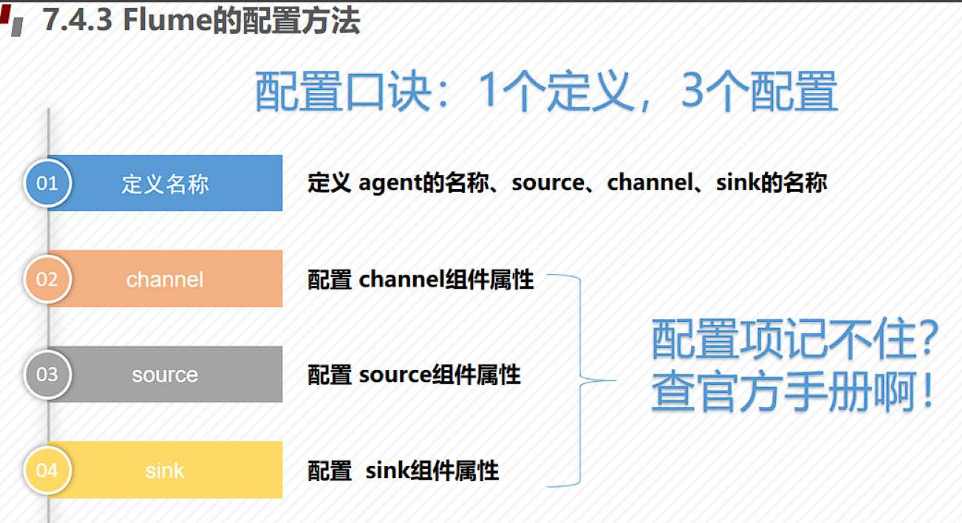 7.4.3 Flume的配置方法
配置口诀：1个定义，3个配置
01 定义名称 定义 agent的名称、source、channel、sink的名称
02 channel 配置 channel组件属性
03 source 配置 source组件属性
04 sink 配置 sink组件属性
配置项记不住？
查官方手册啊！